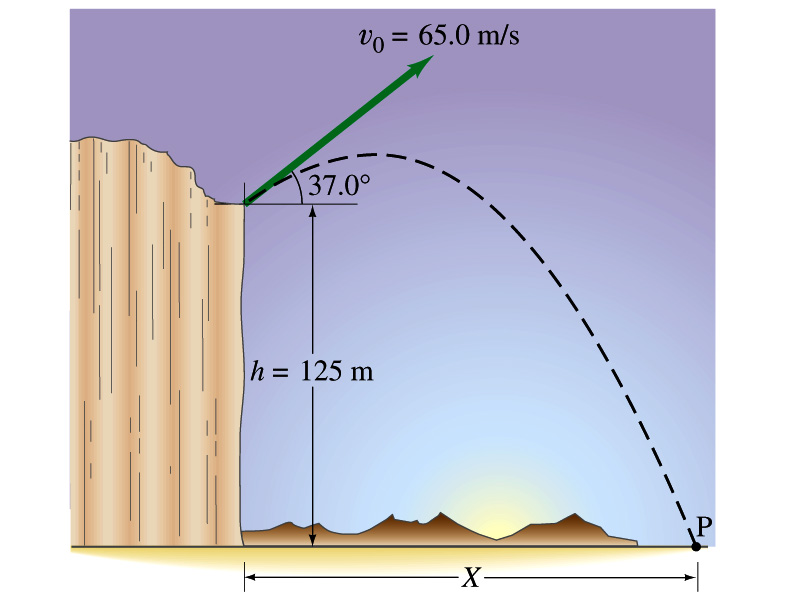 v₀ = 65.0 m/s
37.0°
h = 125 m
P
X